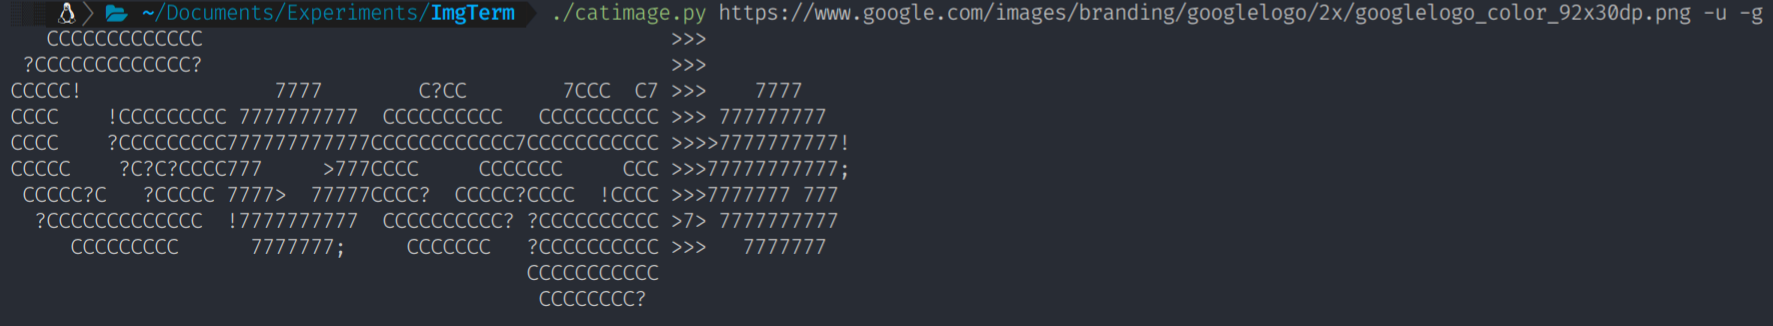 ~/Documents/Experiments/ImgTerm ./catimage.py https://www.google.com/images/branding/googlelogo/2x/googlelogo_color_92x30dp.png -u -g
   CCCCCCCCCCCCC                                       >>>
 ?CCCCCCCCCCCCC?                                       >>>
CCCCC!                7777        C?CC        7CCC  C7 >>>    7777
CCCC    !CCCCCCCCC 7777777777  CCCCCCCCCC   CCCCCCCCCC >>> 777777777
CCCC    ?CCCCCCCCC777777777777CCCCCCCCCCCC7CCCCCCCCCCC >>>>7777777777!
CCCCC    ?C?C?CCCC777     >777CCCC     CCCCCCC     CCC >>>77777777777;
 CCCCC?C   ?CCCCC 7777>  77777CCCC?  CCCCC?CCCC  !CCCC >>>7777777 777
  ?CCCCCCCCCCCCC  !7777777777  CCCCCCCCCC? ?CCCCCCCCCC >7> 7777777777
     CCCCCCCCC      7777777;     CCCCCCC   ?CCCCCCCCCC >>>   7777777
                                           CCCCCCCCCCC
                                            CCCCCCCC?